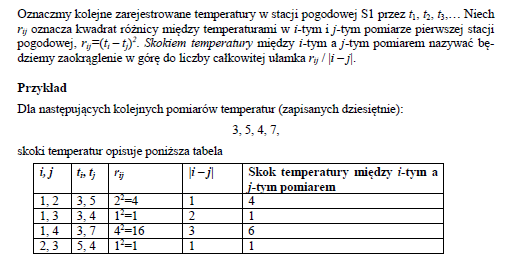 Oznaczmy kolejne zarejestrowane temperatury w stacji pogodowej S1 przez t₁, t₂, t₃,… Niech
rᵢⱼ oznacza kwadrat różnicy między temperaturami w i-tym i j-tym pomiarze pierwszej stacji
pogodowej, rᵢⱼ=(tᵢ – tⱼ)². Skokiem temperatury między i-tym a j-tym pomiarem nazywać bę-
dziemy zaokrąglenie w górę do liczby całkowitej ułamka rᵢⱼ / |i – j|.
Przykład
Dla następujących kolejnych pomiarów temperatur (zapisanych dziesiętnie):
3, 5, 4, 7,
skoki temperatur opisuje poniższa tabela
i, j tᵢ, tⱼ rᵢⱼ |i – j| Skok temperatury między i-tym a
j-tym pomiarem
1, 2 3, 5 2²=4 1 4
1, 3 3, 4 1²=1 2 1
1, 4 3, 7 4²=16 3 6
2, 3 5, 4 1²=1 1 1